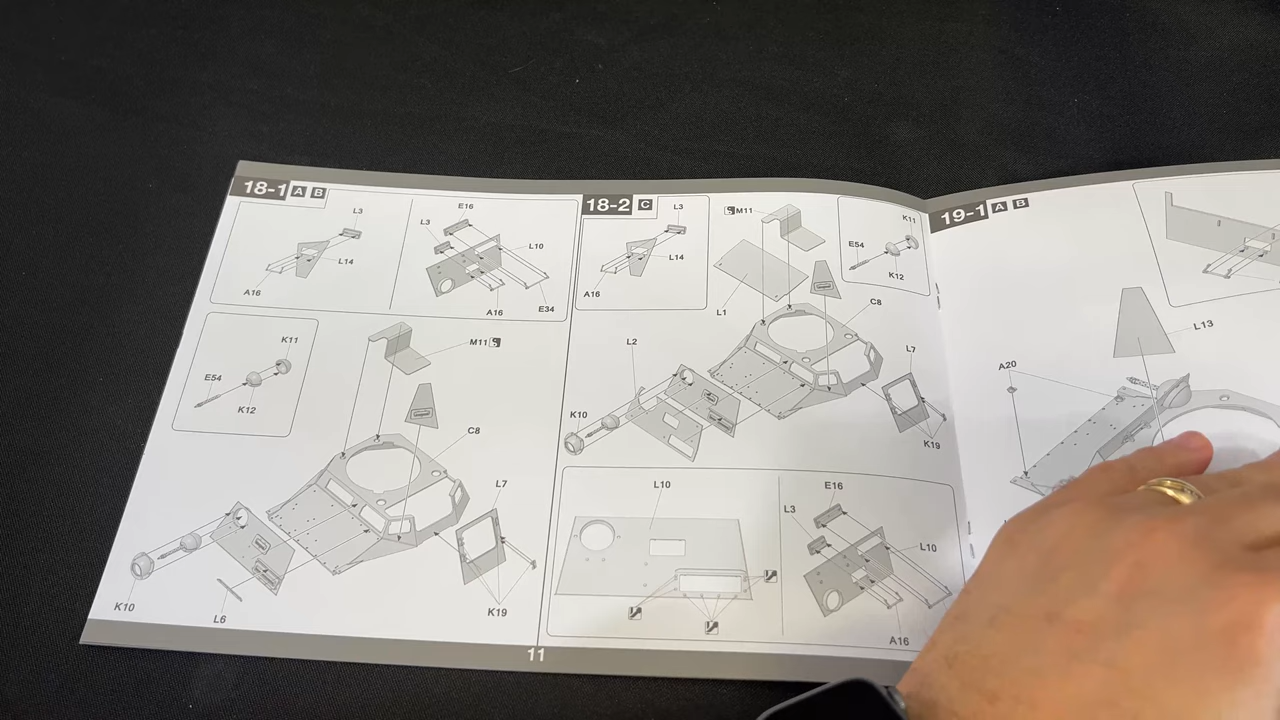 18-1 A B
L3
L14
A16
E16
L3
L10
A16
E34
K11
E54
K12
M11
C8
L7
K10
L6
K19
18-2 C
L3
L14
A16
M11
L1
K11
E54
K12
C8
L2
L7
K10
K19
L10
E16
L3
L10
A16
11
19-1 A B
L13
A20